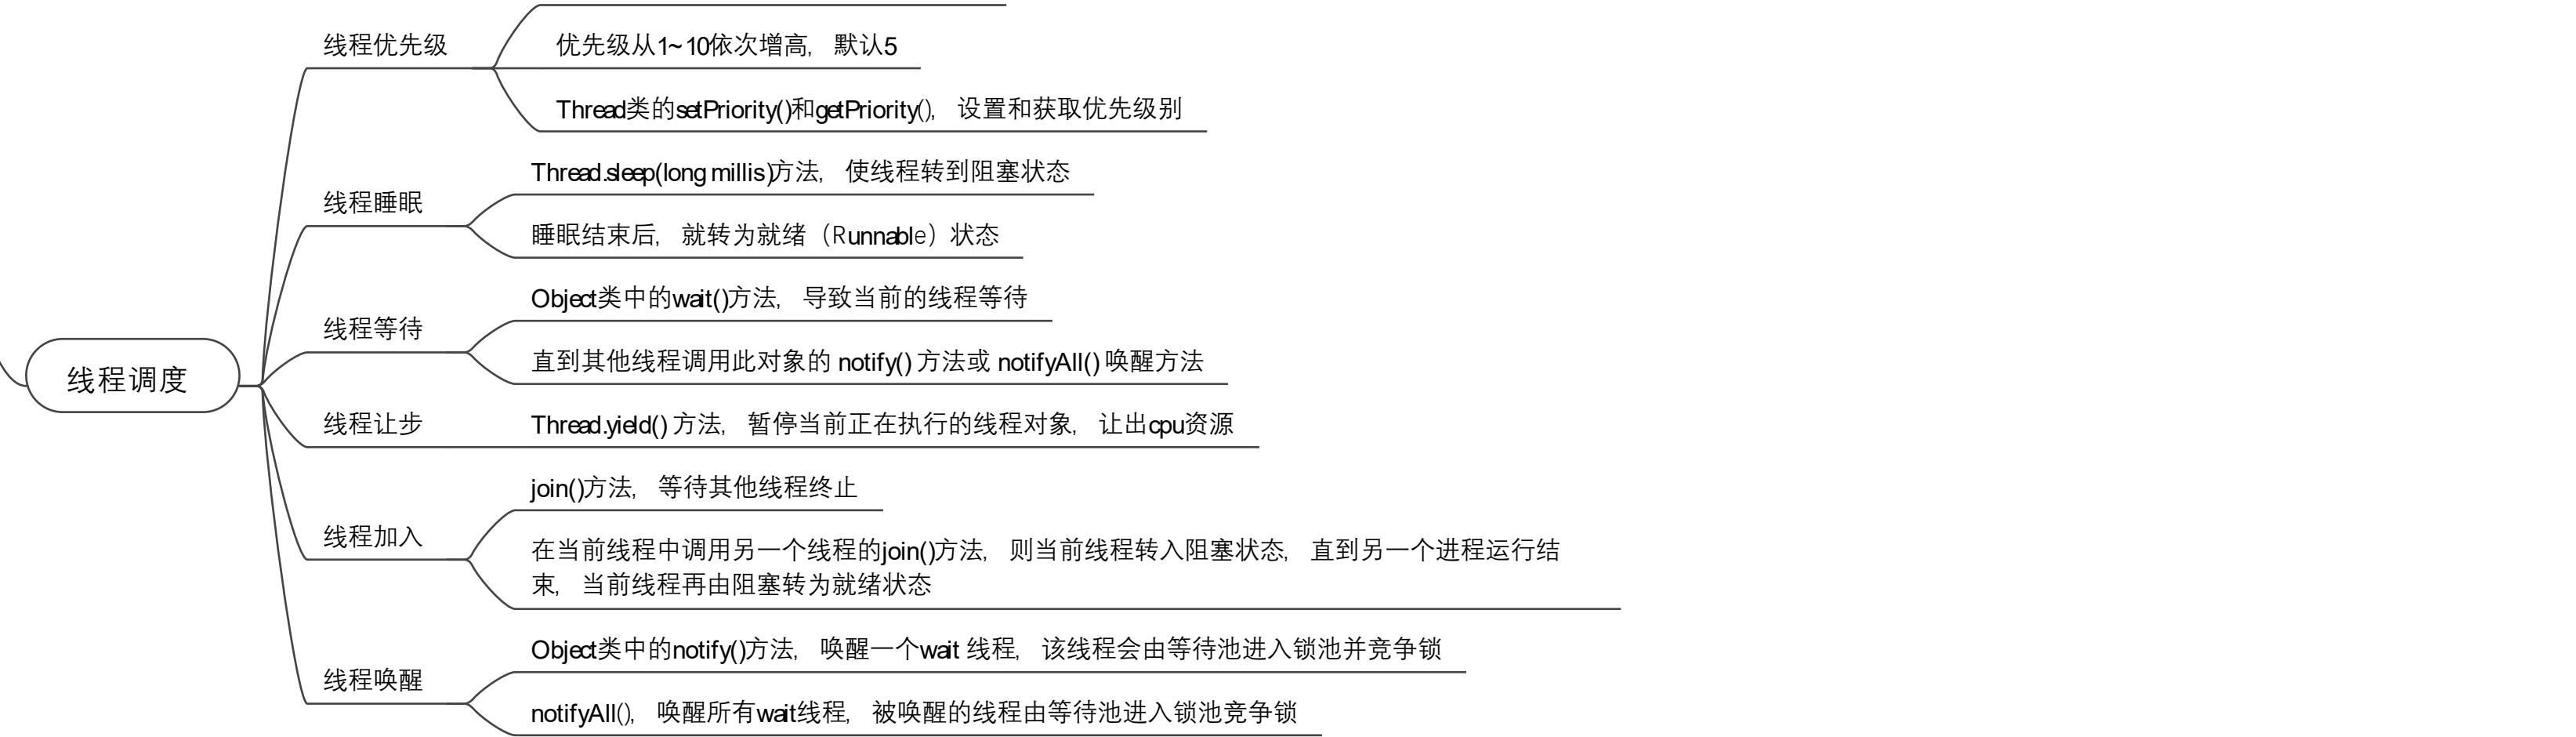 线程调度
线程优先级
优先级从1~10依次增高，默认5
Thread类的setPriority()和getPriority()，设置和获取优先级别
线程睡眠
Thread.sleep(long millis)方法，使线程转到阻塞状态
睡眠结束后，就转为就绪（Runnable）状态
线程等待
Object类中的wait()方法，导致当前的线程等待
直到其他线程调用此对象的 notify() 方法或 notifyAll() 唤醒方法
线程让步
Thread.yield() 方法，暂停当前正在执行的线程对象，让出cpu资源
线程加入
join()方法，等待其他线程终止
在当前线程中调用另一个线程的join()方法，则当前线程转入阻塞状态，直到另一个进程运行结
束，当前线程再由阻塞转为就绪状态
线程唤醒
Object类中的notify()方法，唤醒一个wait 线程，该线程会由等待池进入锁池并竞争锁
notifyAll()，唤醒所有wait线程，被唤醒的线程由等待池进入锁池竞争锁